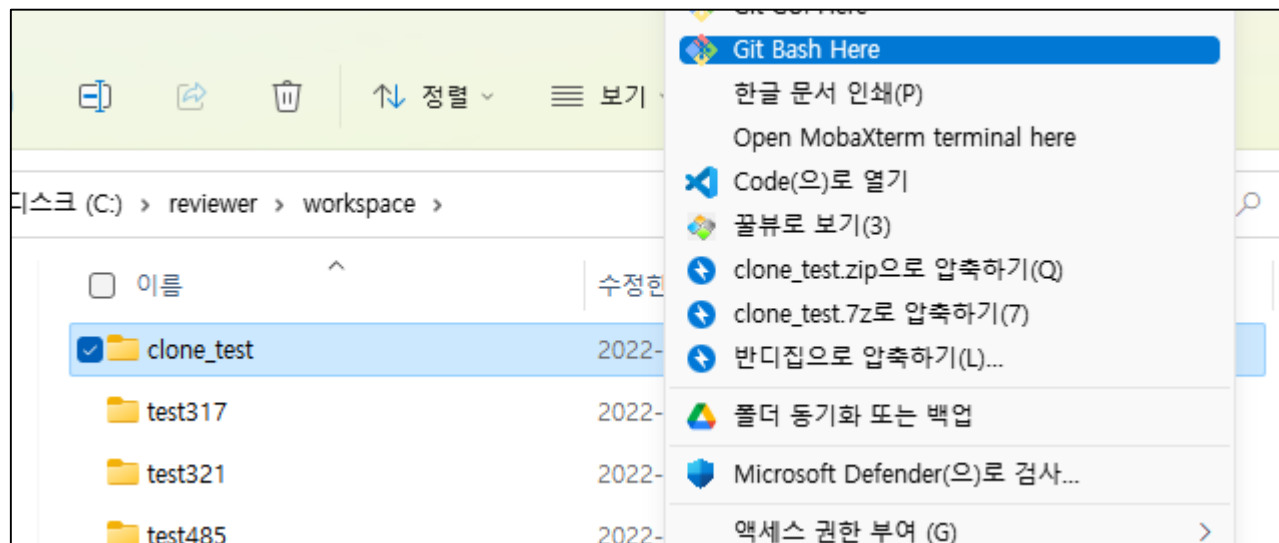 Git GUI Here
Git Bash Here
한글 문서 인쇄(P)
Open MobaXterm terminal here
Code(으)로 열기
꿀뷰로 보기(3)
clone_test.zip으로 압축하기(Q)
clone_test.7z로 압축하기(7)
반디집으로 압축하기(L)...
폴더 동기화 또는 백업
Microsoft Defender(으)로 검사...
액세스 권한 부여 (G)
정렬
보기
디스크 (C:) > reviewer > workspace >
이름 수정한
clone_test 2022-
test317 2022-
test321 2022-
test485 2022-